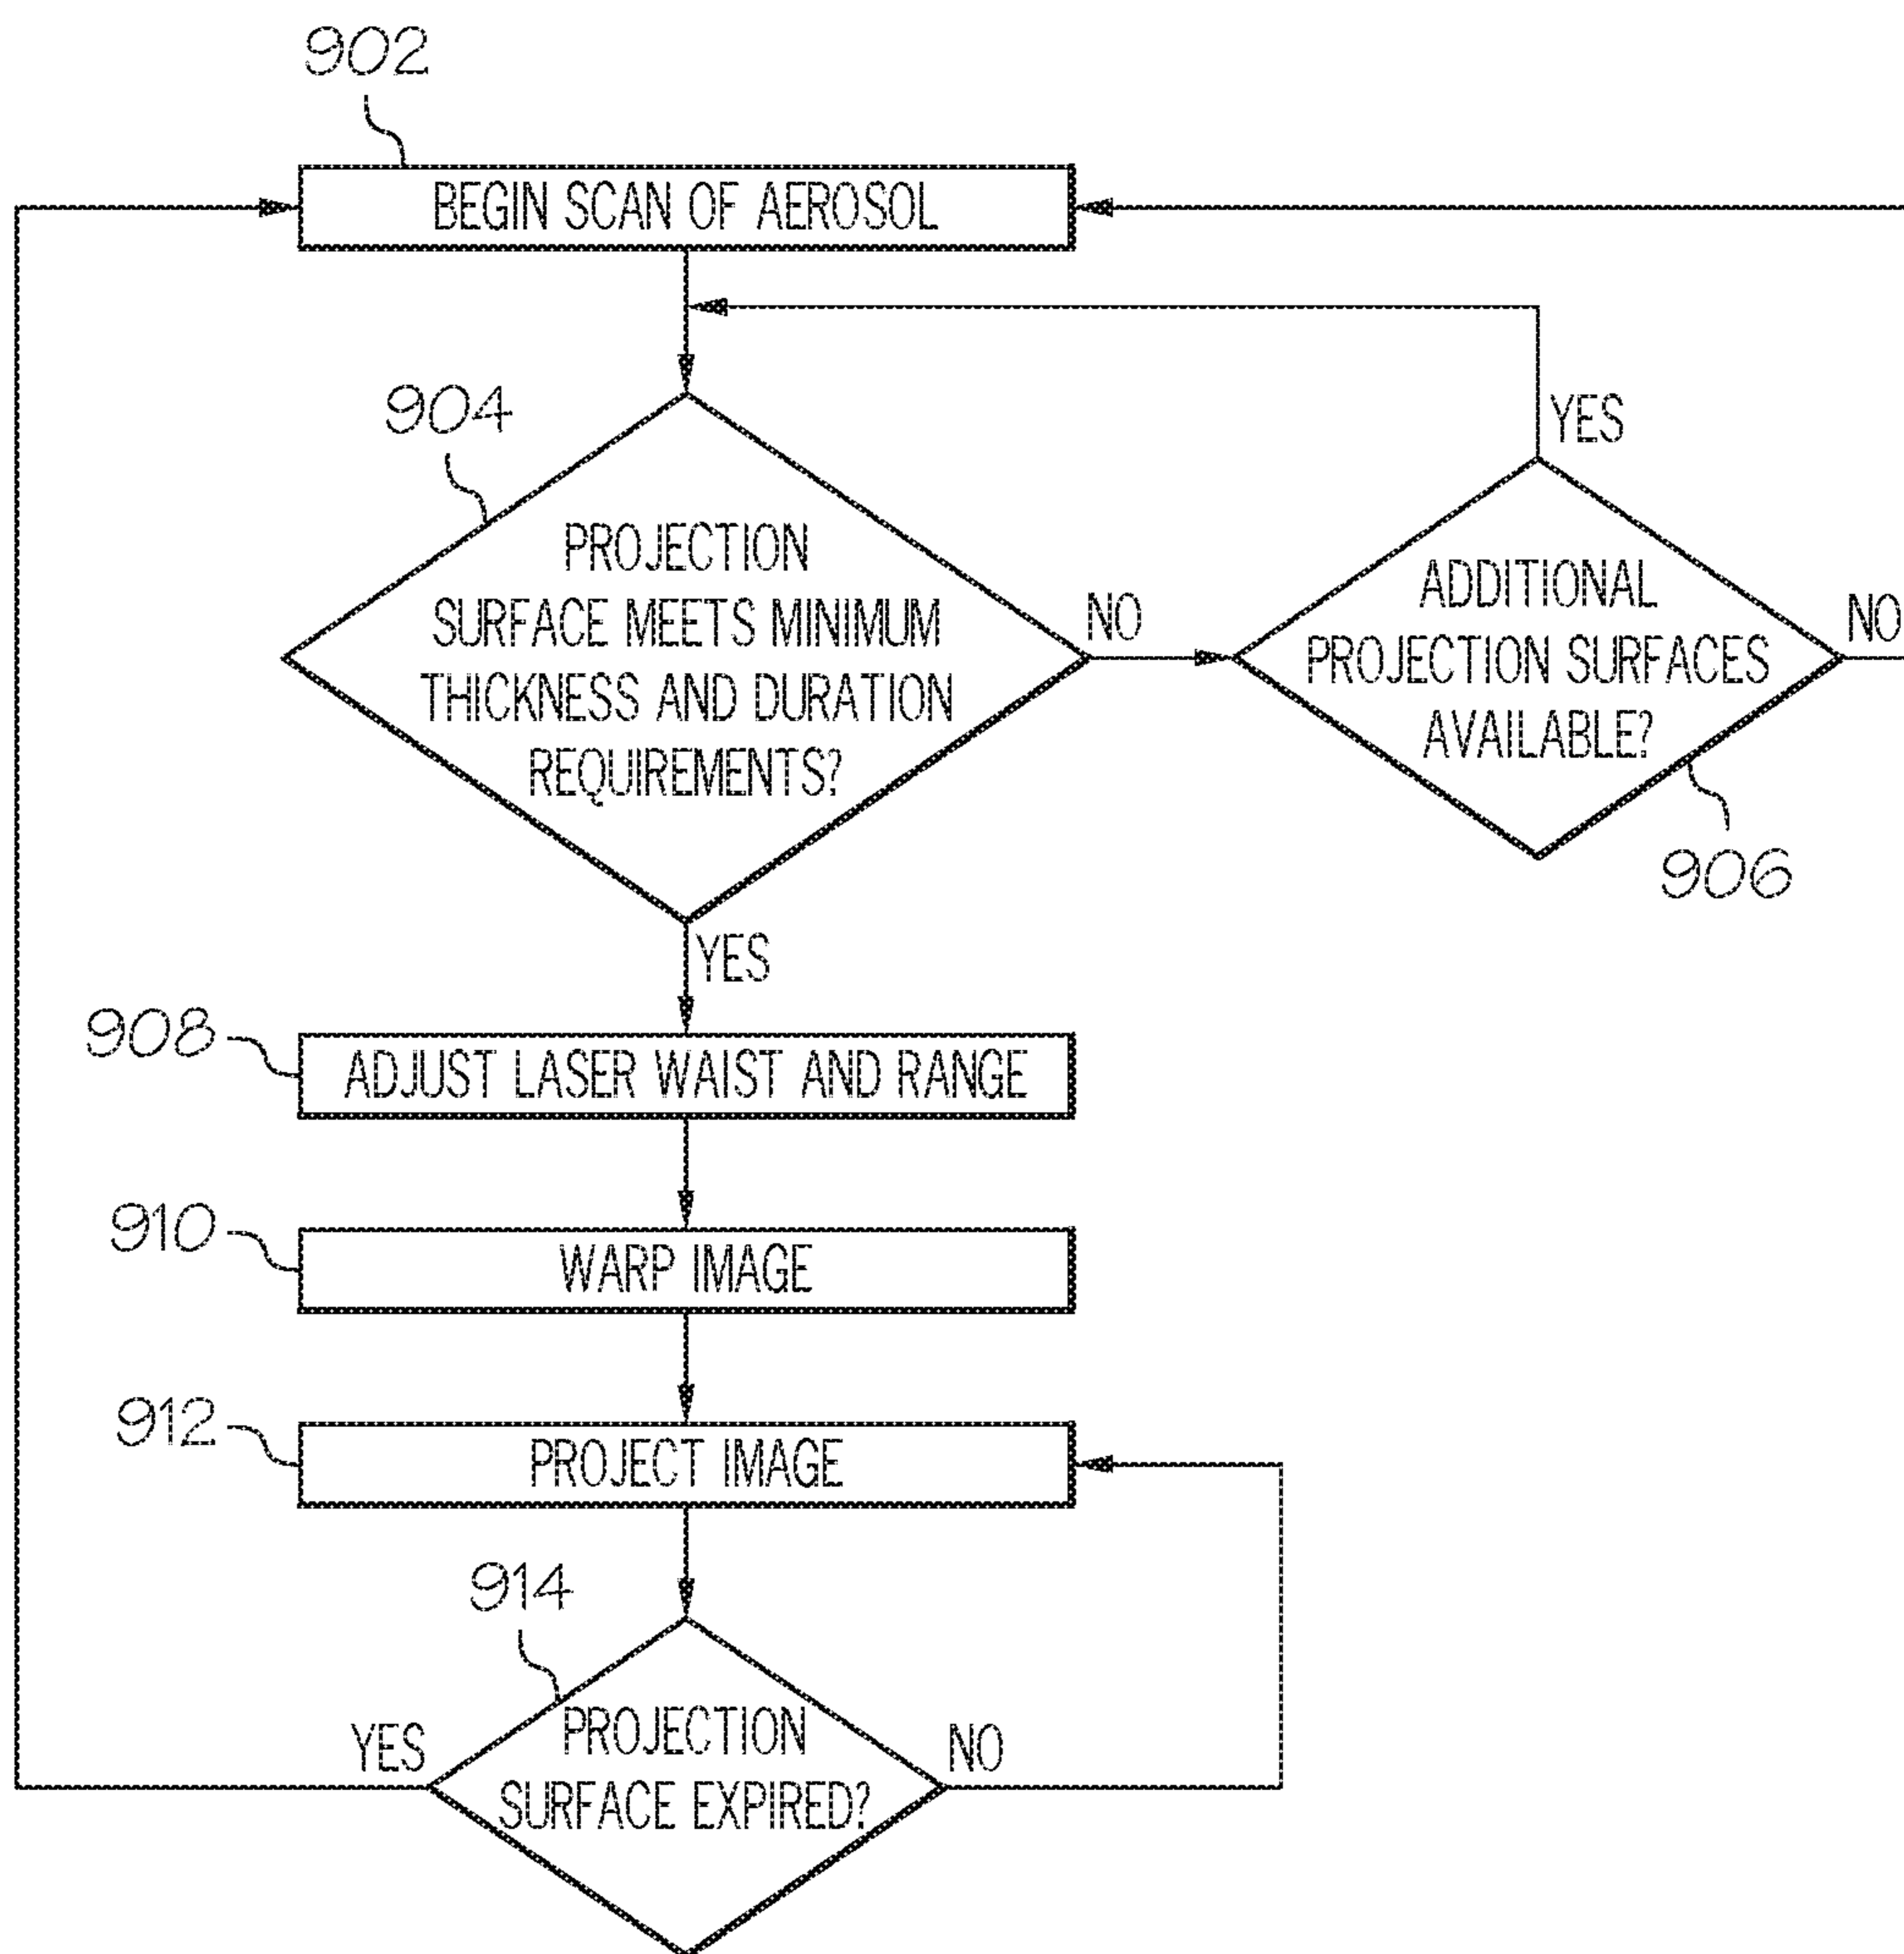 902
BEGIN SCAN OF AEROSOL
904
PROJECTION
SURFACE MEETS MINIMUM
THICKNESS AND DURATION
REQUIREMENTS?
NO
YES
ADDITIONAL
PROJECTION SURFACES
AVAILABLE?
NO
906
YES
908
ADJUST LASER WAIST AND RANGE
910
WARP IMAGE
912
PROJECT IMAGE
914
PROJECTION
SURFACE EXPIRED?
YES
NO